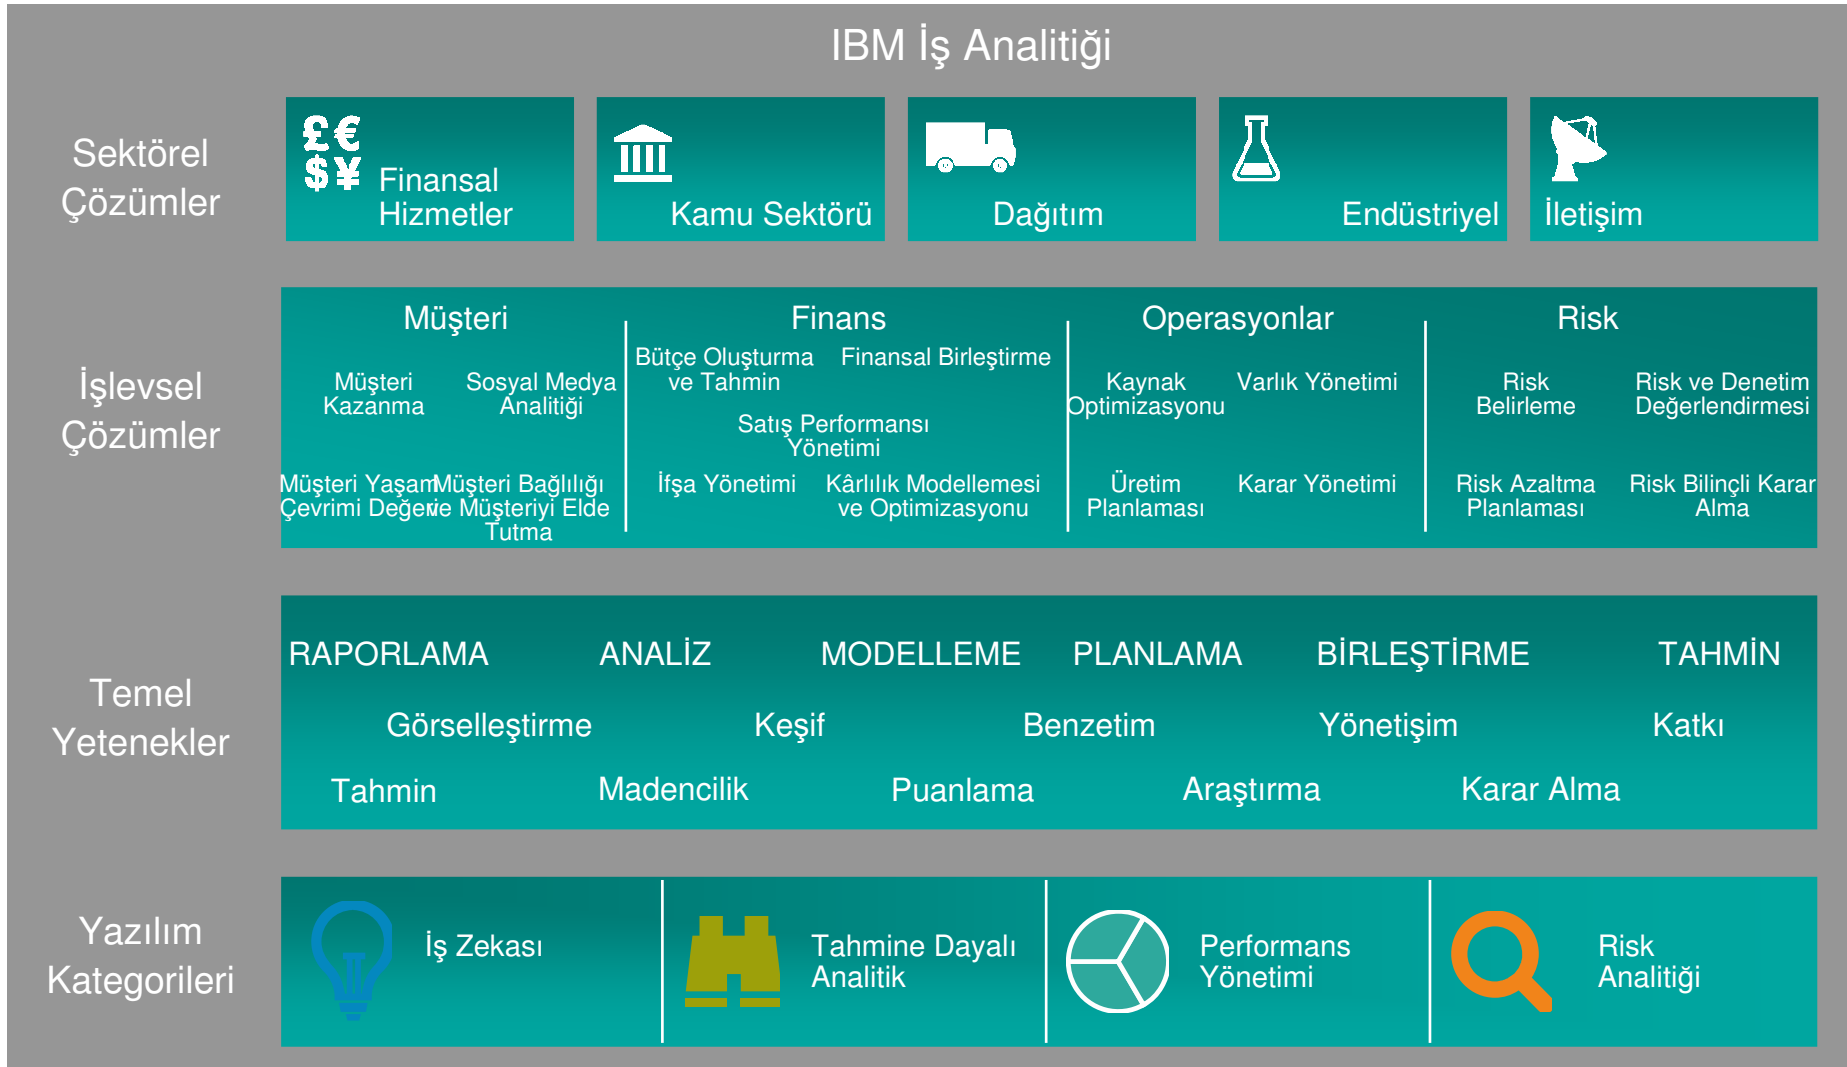 IBM İş Analitiği
Sektörel
Çözümler
£€
$¥
Finansal
Hizmetler
Kamu Sektörü
Dağıtım
Endüstriyel
İletişim
İşlevsel
Çözümler
Müşteri
Müşteri
Kazanma
Sosyal Medya
Analitiği
Müşteri Yaşam
Çevrimi Değeri
Müşteri Bağlılığı
ve Müşteriyi Elde
Tutma
Finans
Bütçe Oluşturma
ve Tahmin
Finansal Birleştirme
Satış Performansı
Yönetimi
İfşa Yönetimi
Kârlılık Modellemesi
ve Optimizasyonu
Operasyonlar
Kaynak
Optimizasyonu
Varlık Yönetimi
Üretim
Planlaması
Karar Yönetimi
Risk
Risk
Belirleme
Risk ve Denetim
Değerlendirmesi
Risk Azaltma
Planlaması
Risk Bilinçli Karar
Alma
Temel
Yetenekler
RAPORLAMA ANALİZ MODELLEME PLANLAMA BİRLEŞTİRME TAHMİN
Görselleştirme Keşif Benzetim Yönetişim Katkı
Tahmin Madencilik Puanlama Araştırma Karar Alma
Yazılım
Kategorileri
İş Zekası
Tahmine Dayalı
Analitik
Performans
Yönetimi
Risk
Analitiği